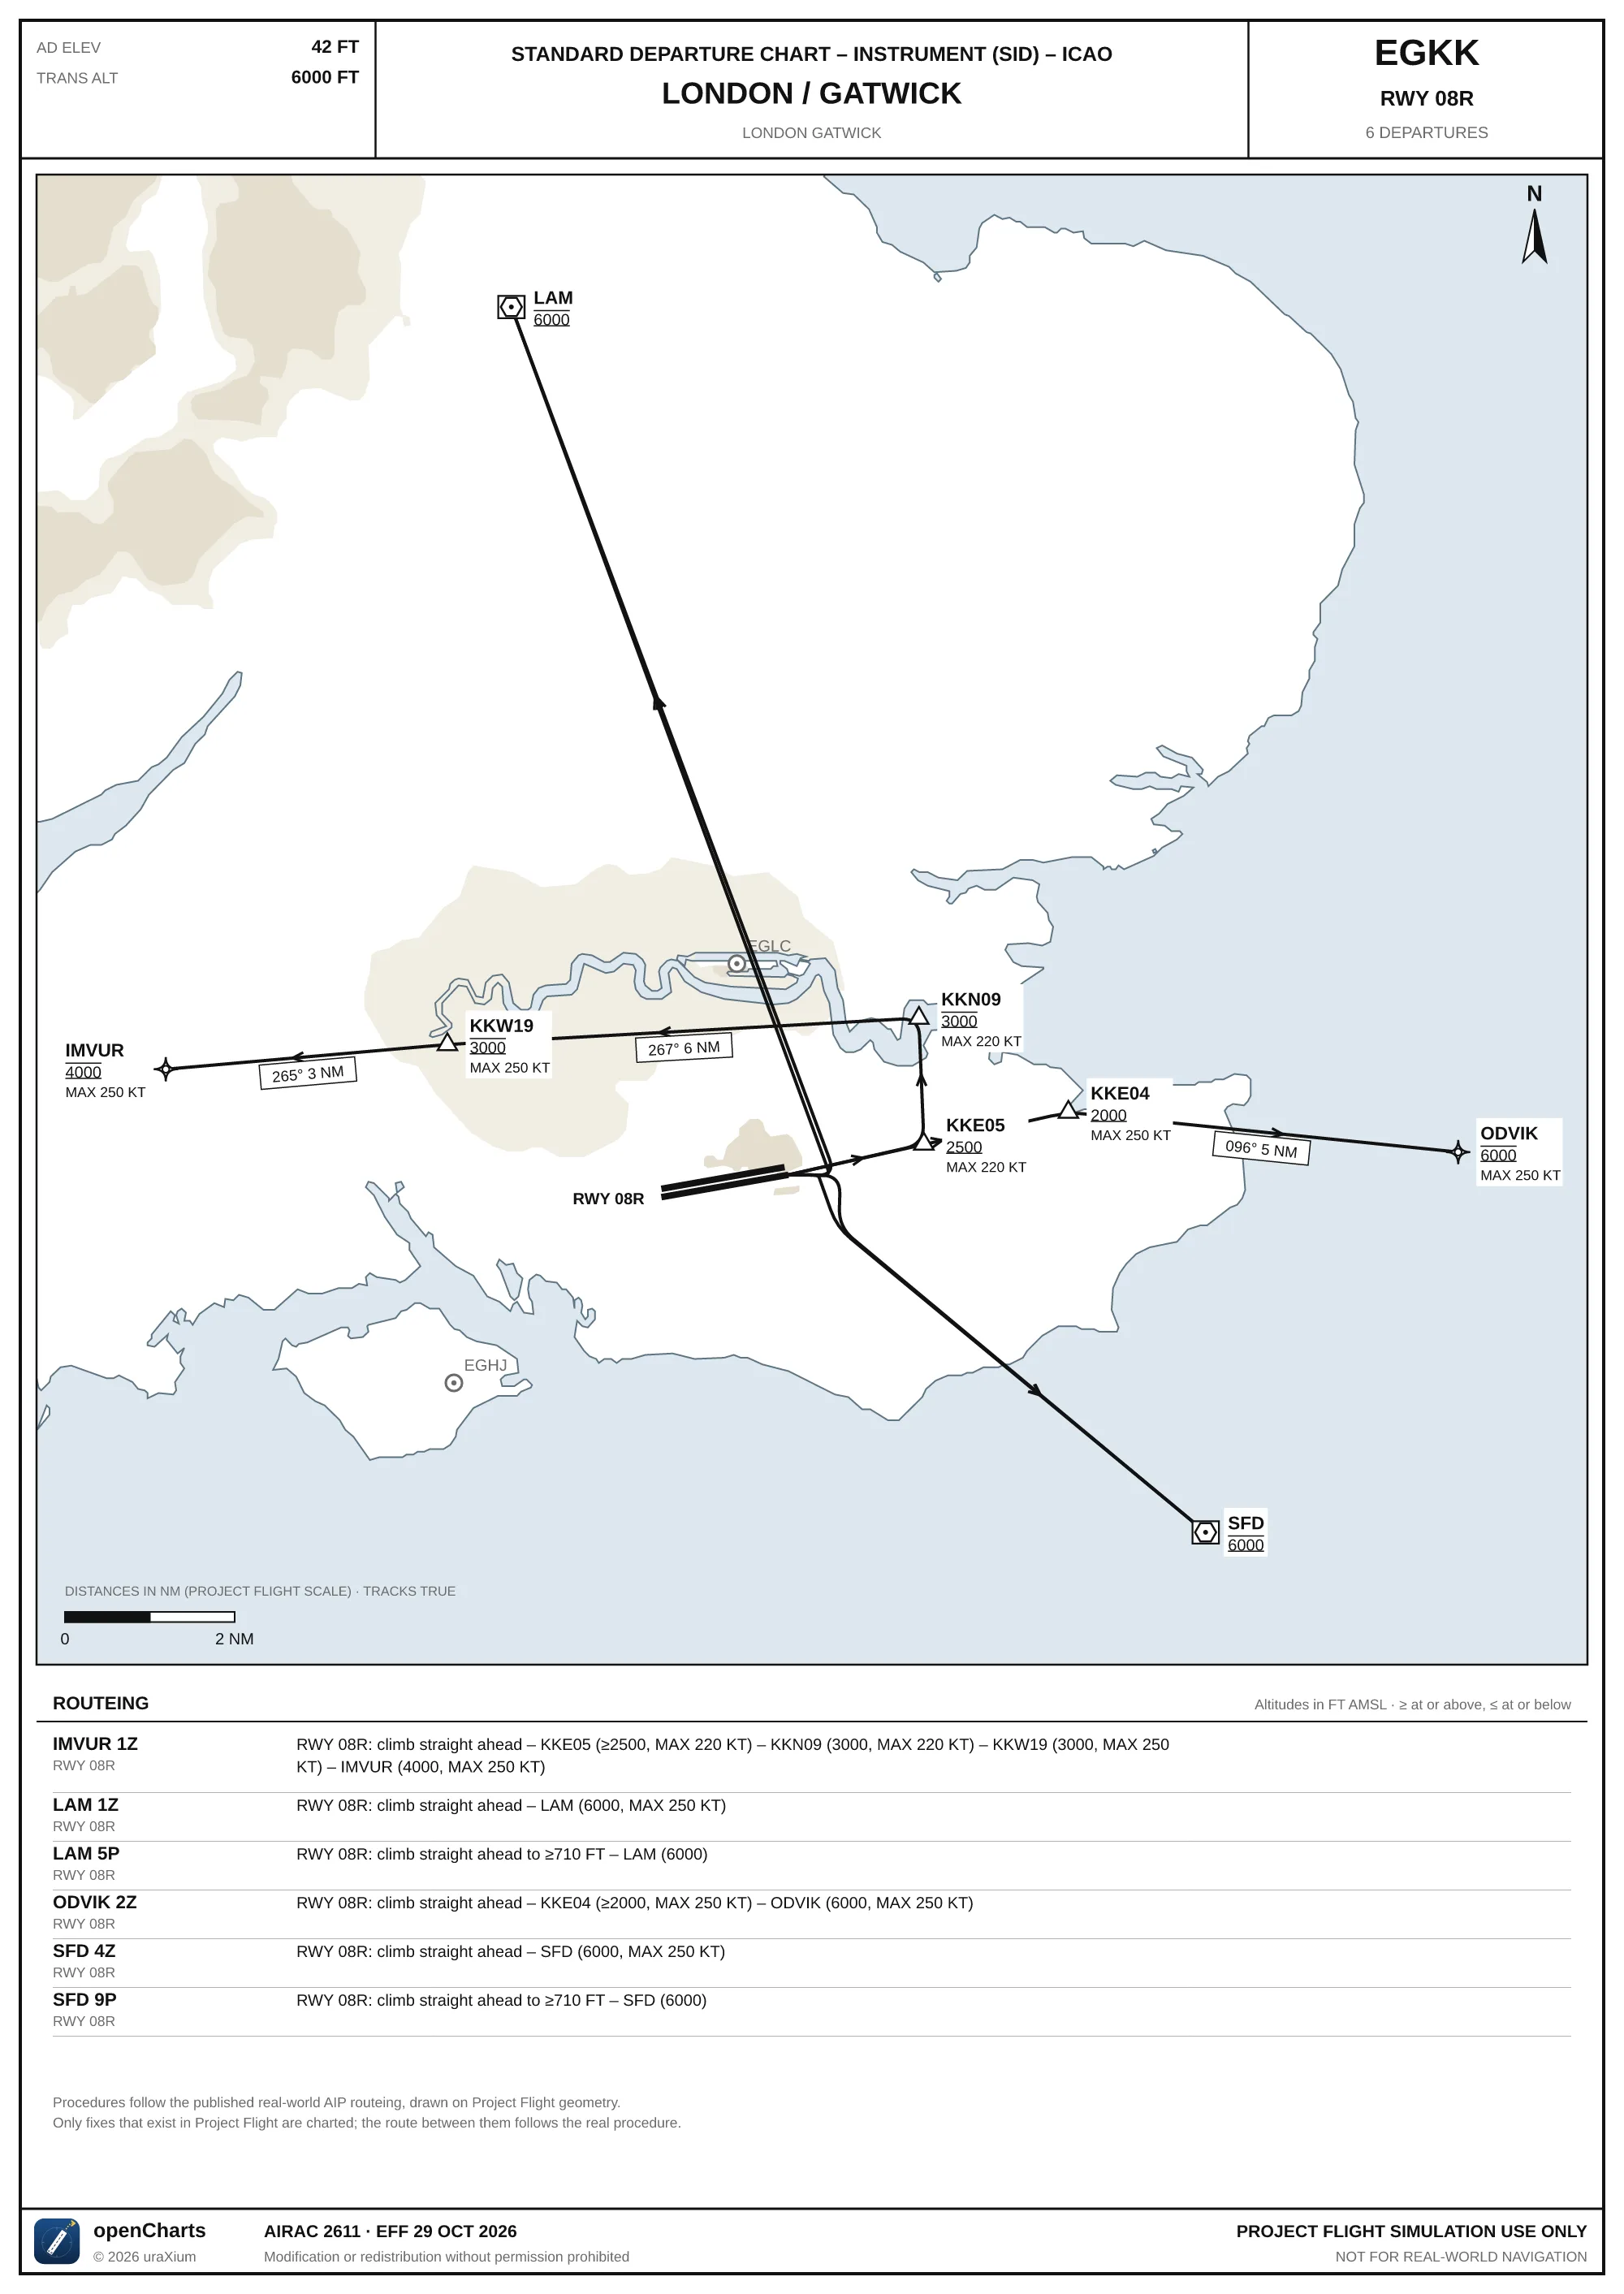 AD ELEV 42 FT
TRANS ALT 6000 FT
STANDARD DEPARTURE CHART – INSTRUMENT (SID) – ICAO
LONDON / GATWICK
LONDON GATWICK
EGKK
RWY 08R
6 DEPARTURES
N
LAM
6000
EGLC
KKN09
3000
MAX 220 KT
KKW19
3000
MAX 250 KT
267° 6 NM
IMVUR
4000
MAX 250 KT
265° 3 NM
KKE04
2000
MAX 250 KT
KKE05
2500
MAX 220 KT
096° 5 NM
ODVIK
6000
MAX 250 KT
RWY 08R
EGHJ
SFD
6000
DISTANCES IN NM (PROJECT FLIGHT SCALE) · TRACKS TRUE
0 2 NM
ROUTEING
Altitudes in FT AMSL · ≥ at or above, ≤ at or below
IMVUR 1Z
RWY 08R
RWY 08R: climb straight ahead – KKE05 (≥2500, MAX 220 KT) – KKN09 (3000, MAX 220 KT) – KKW19 (3000, MAX 250
KT) – IMVUR (4000, MAX 250 KT)
LAM 1Z
RWY 08R
RWY 08R: climb straight ahead – LAM (6000, MAX 250 KT)
LAM 5P
RWY 08R
RWY 08R: climb straight ahead to ≥710 FT – LAM (6000)
ODVIK 2Z
RWY 08R
RWY 08R: climb straight ahead – KKE04 (≥2000, MAX 250 KT) – ODVIK (6000, MAX 250 KT)
SFD 4Z
RWY 08R
RWY 08R: climb straight ahead – SFD (6000, MAX 250 KT)
SFD 9P
RWY 08R
RWY 08R: climb straight ahead to ≥710 FT – SFD (6000)
Procedures follow the published real-world AIP routeing, drawn on Project Flight geometry.
Only fixes that exist in Project Flight are charted; the route between them follows the real procedure.
openCharts
© 2026 uraXium
AIRAC 2611 · EFF 29 OCT 2026
Modification or redistribution without permission prohibited
PROJECT FLIGHT SIMULATION USE ONLY
NOT FOR REAL-WORLD NAVIGATION